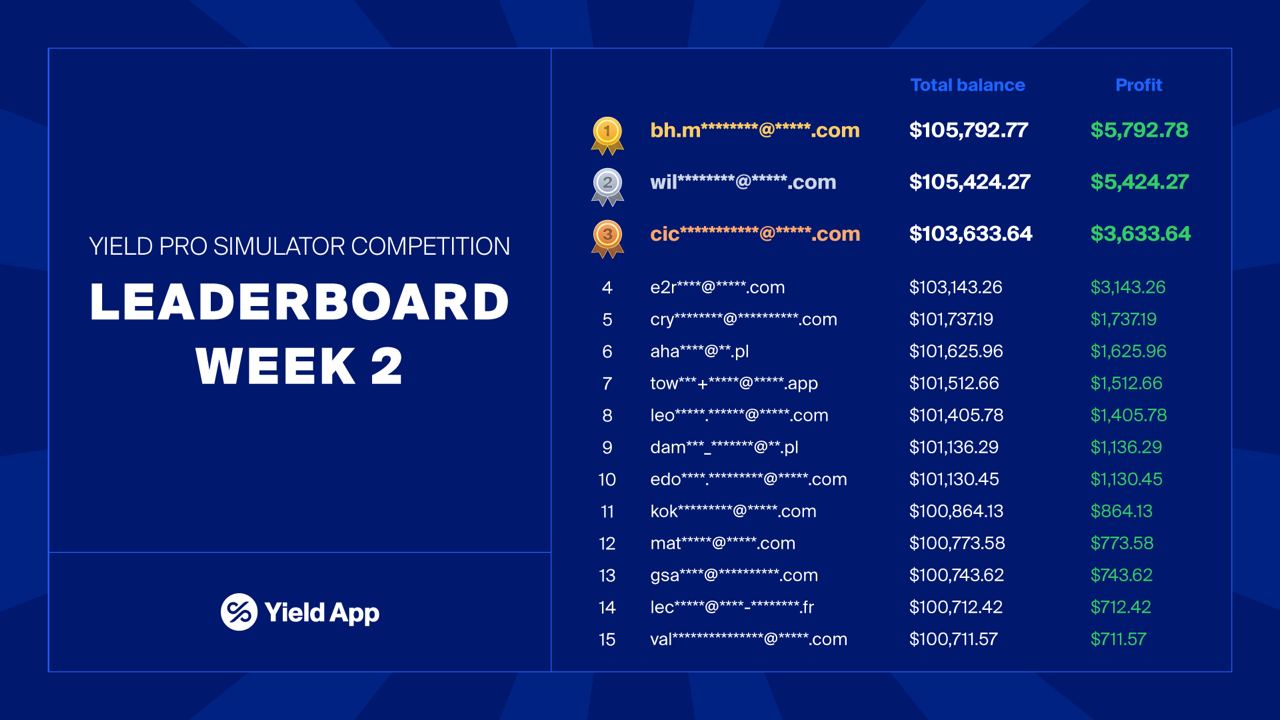 YIELD PRO SIMULATOR COMPETITION
LEADERBOARD
WEEK 2
Yield App
Total balance Profit
1 bh.m********@*****.com $105,792.77 $5,792.78
2 wil********@*****.com $105,424.27 $5,424.27
3 cic***********@*****.com $103,633.64 $3,633.64
4 e2r****@*****.com $103,143.26 $3,143.26
5 cry********@**********.com $101,737.19 $1,737.19
6 aha****@**.pl $101,625.96 $1,625.96
7 tow***+*****@*****.app $101,512.66 $1,512.66
8 leo*****.******@*****.com $101,405.78 $1,405.78
9 dam***_*******@**.pl $101,136.29 $1,136.29
10 edo****.*********@*****.com $101,130.45 $1,130.45
11 kok*********@*****.com $100,864.13 $864.13
12 mat*****@*****.com $100,773.58 $773.58
13 gsa****@**********.com $100,743.62 $743.62
14 lec*****@****-********.fr $100,712.42 $712.42
15 val***************@*****.com $100,711.57 $711.57